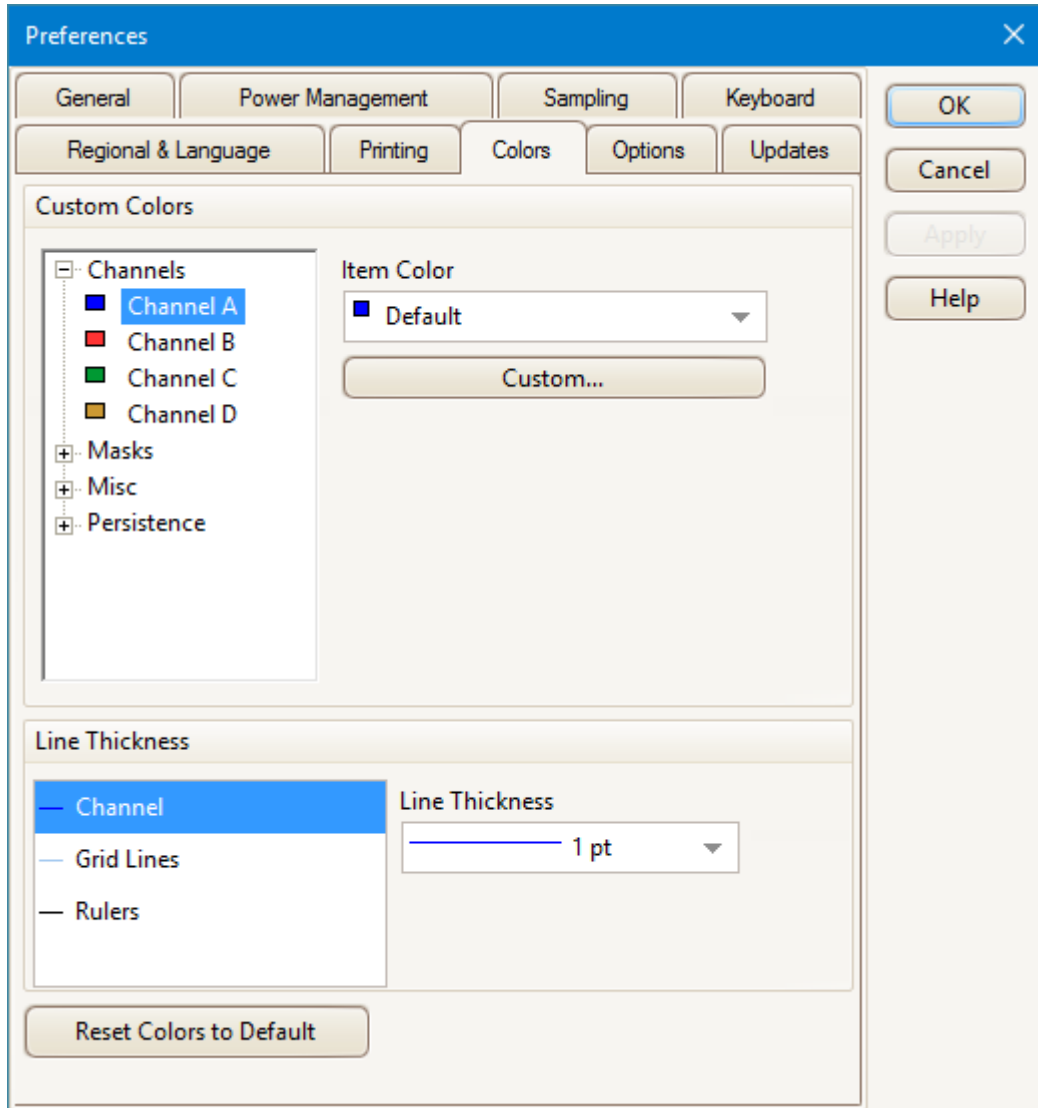 Preferences
General
Power Management
Sampling
Keyboard
Regional & Language
Printing
Colors
Options
Updates
OK
Cancel
Apply
Help
Custom Colors
Channels
Channel A
Channel B
Channel C
Channel D
Masks
Misc
Persistence
Item Color
Default
Custom...
Line Thickness
Channel
Grid Lines
Rulers
Line Thickness
1 pt
Reset Colors to Default